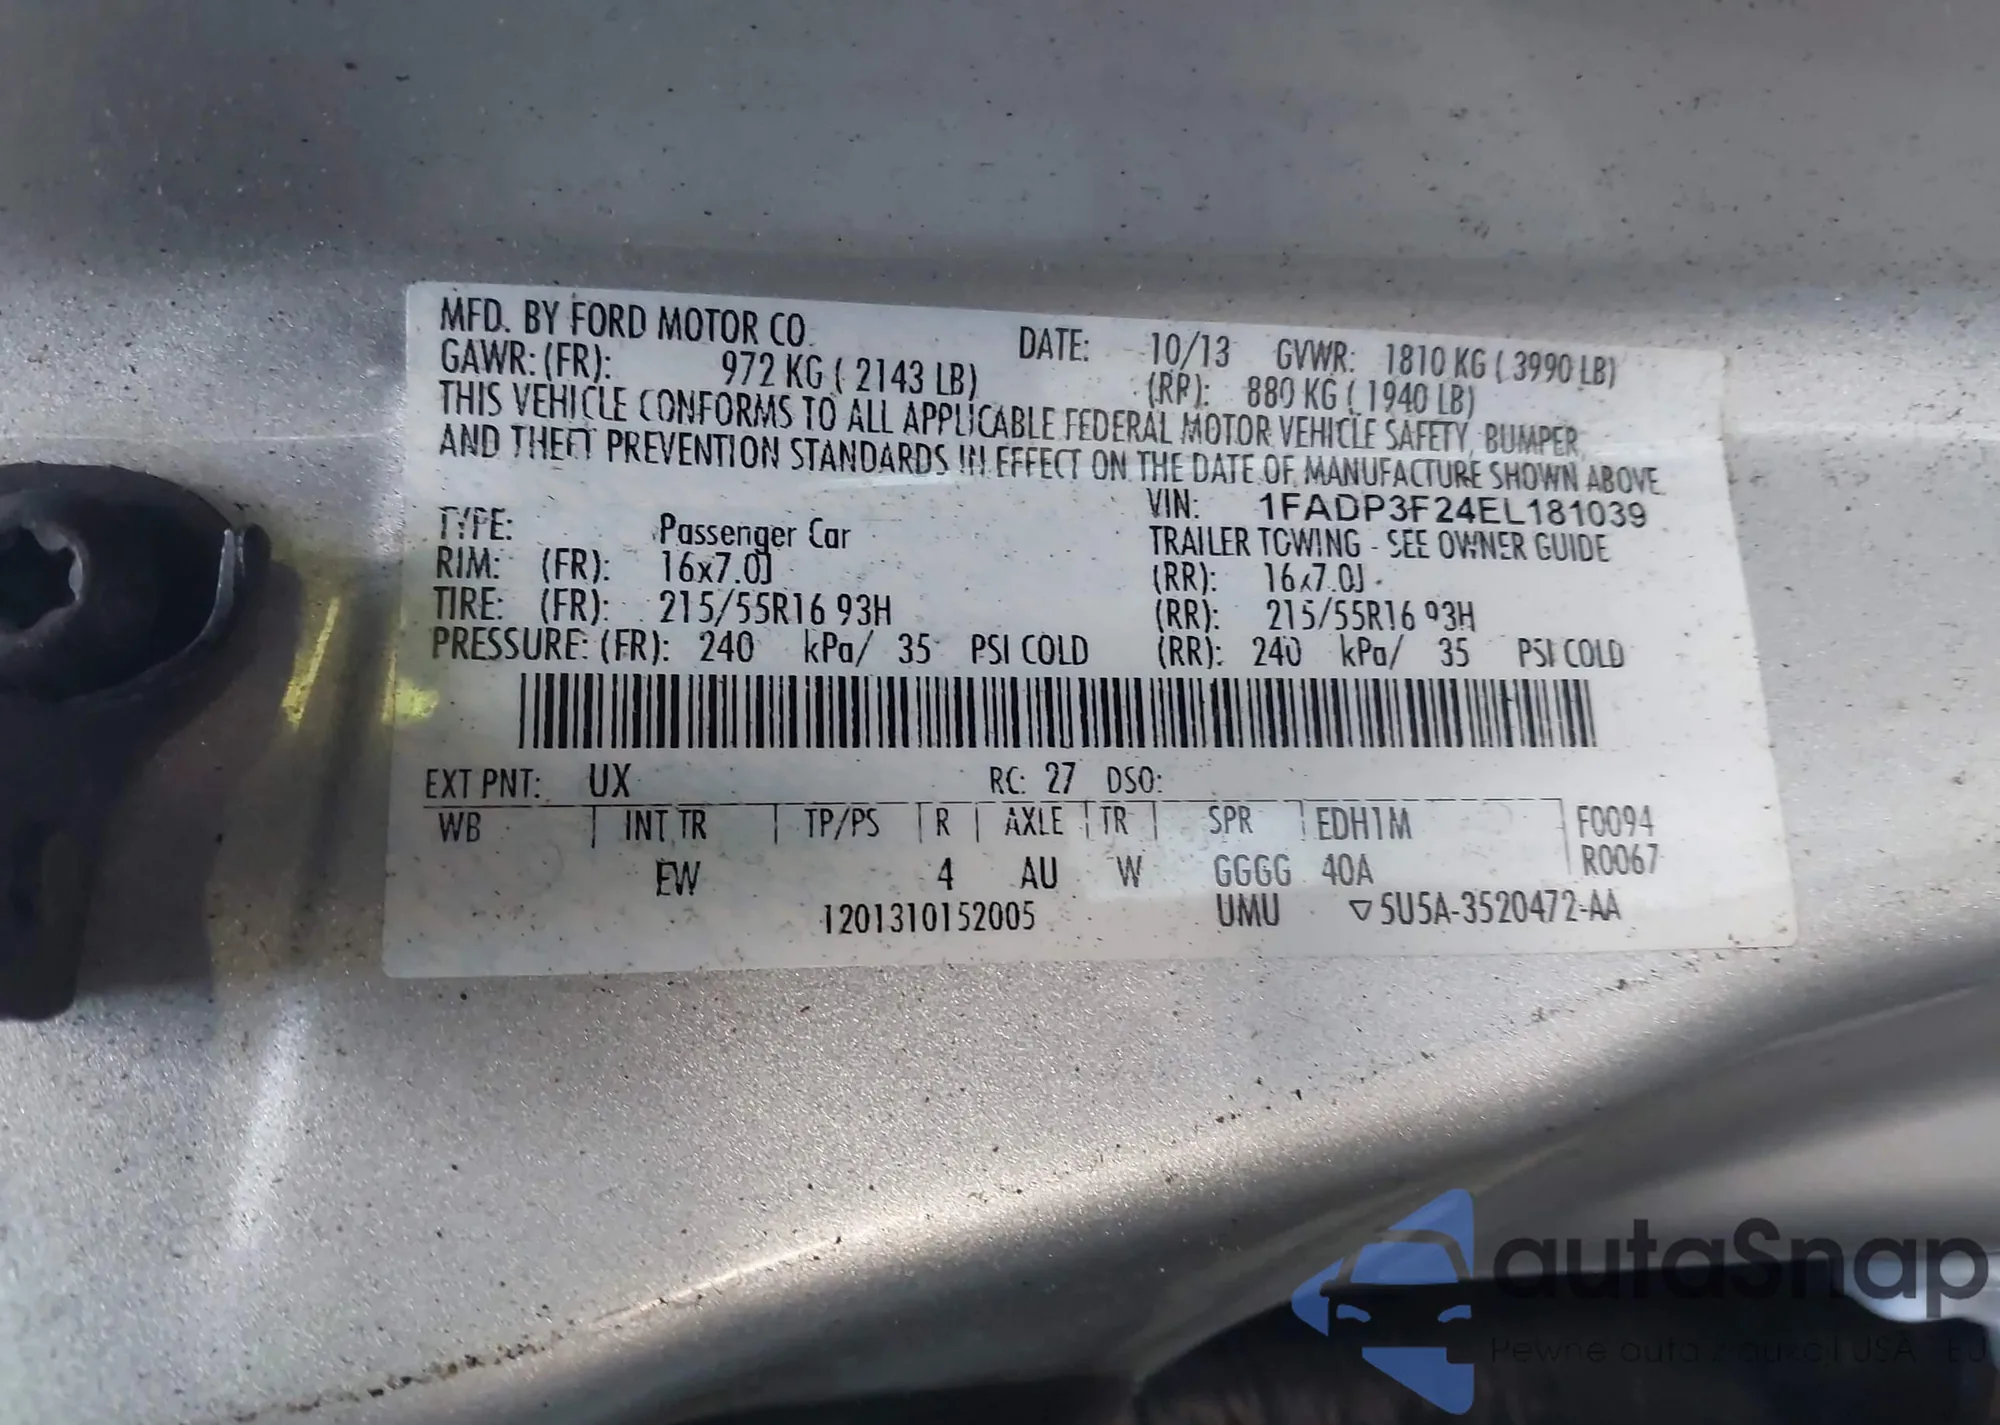 MFD. BY FORD MOTOR CO. DATE: 10/13 GVWR: 1810 KG ( 3990 LB)
GAWR: (FR): 972 KG ( 2143 LB) (RR): 880 KG ( 1940 LB)
THIS VEHICLE CONFORMS TO ALL APPLICABLE FEDERAL MOTOR VEHICLE SAFETY, BUMPER,
AND THEFT PREVENTION STANDARDS IN EFFECT ON THE DATE OF MANUFACTURE SHOWN ABOVE
VIN: 1FADP3F24EL181039
TYPE: Passenger Car TRAILER TOWING - SEE OWNER GUIDE
RIM: (FR): 16x7.0J (RR): 16x7.0J
TIRE: (FR): 215/55R16 93H (RR): 215/55R16 93H
PRESSURE: (FR): 240 kPa/ 35 PSI COLD (RR): 240 kPa/ 35 PSI COLD
EXT PNT: UX RC: 27 DSO:
WB | INT TR | TP/PS | R | AXLE | TR | SPR | EDH1M | F0094
EW 4 AU W GGGG 40A R0067
1201310152005 UMU ▽5U5A-3520472-AA
autaSnap
Pewne auta z aukcji USA i EU